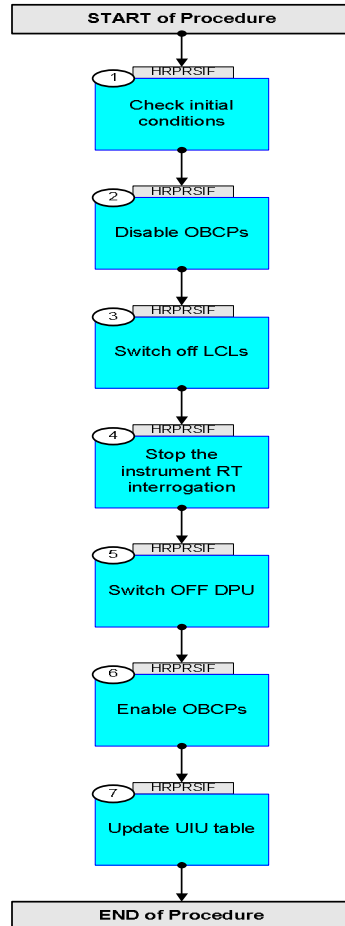 START of Procedure
HRPRSIF
1
Check initial
conditions
HRPRSIF
2
Disable OBCPs
HRPRSIF
3
Switch off LCLs
HRPRSIF
4
Stop the
instrument RT
interrogation
HRPRSIF
5
Switch OFF DPU
HRPRSIF
6
Enable OBCPs
HRPRSIF
7
Update UIU table
END of Procedure